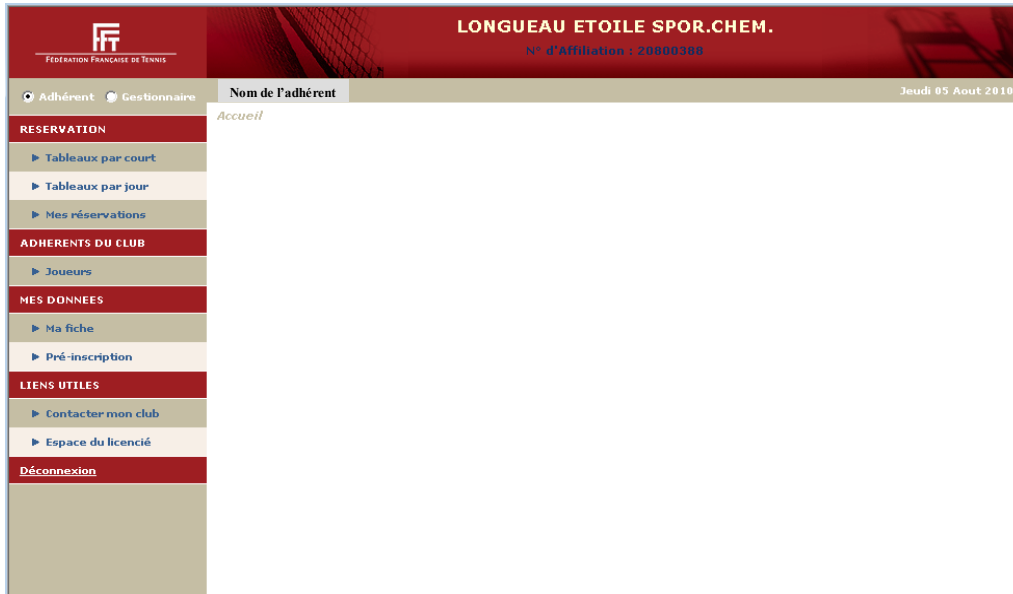 LONGUEAU ETOILE SPOR.CHEM.
N° d'Affiliation : 20800388
FFT
FÉDÉRATION FRANÇAISE DE TENNIS
Adhérent Gestionnaire
Nom de l'adhérent
Jeudi 05 Aout 2010
Accueil
RESERVATION
Tableaux par court
Tableaux par jour
Mes réservations
ADHERENTS DU CLUB
Joueurs
MES DONNEES
Ma fiche
Pré-inscription
LIENS UTILES
Contacter mon club
Espace du licencié
Déconnexion